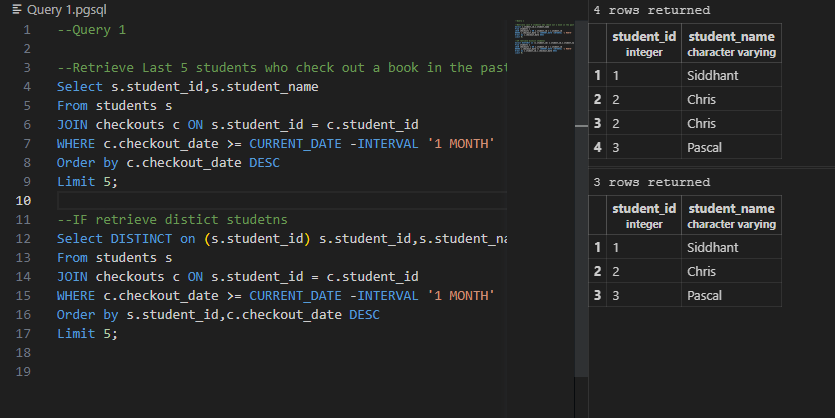 Query 1.pgsql
1 --Query 1
2
3 --Retrieve Last 5 students who check out a book in the past
4 Select s.student_id,s.student_name
5 From students s
6 JOIN checkouts c ON s.student_id = c.student_id
7 WHERE c.checkout_date >= CURRENT_DATE -INTERVAL '1 MONTH'
8 Order by c.checkout_date DESC
9 Limit 5;
10
11 --IF retrieve distict studetns
12 Select DISTINCT on (s.student_id) s.student_id,s.student_na
13 From students s
14 JOIN checkouts c ON s.student_id = c.student_id
15 WHERE c.checkout_date >= CURRENT_DATE -INTERVAL '1 MONTH'
16 Order by s.student_id,c.checkout_date DESC
17 Limit 5;
18
19
4 rows returned
student_id student_name
integer character varying
1 1 Siddhant
2 2 Chris
3 2 Chris
4 3 Pascal
3 rows returned
student_id student_name
integer character varying
1 1 Siddhant
2 2 Chris
3 3 Pascal